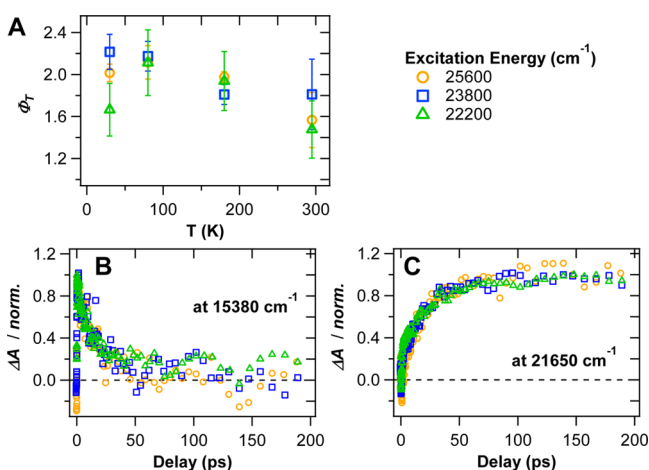 A
2.4
2.0
1.6
1.2
Φ_T
0
100
200
300
T (K)
Excitation Energy (cm⁻¹)
25600
23800
22200
B
1.2
0.8
0.4
0.0
ΔA / norm.
at 15380 cm⁻¹
0
50
100
150
200
Delay (ps)
C
1.2
0.8
0.4
0.0
ΔA / norm.
at 21650 cm⁻¹
0
50
100
150
200
Delay (ps)